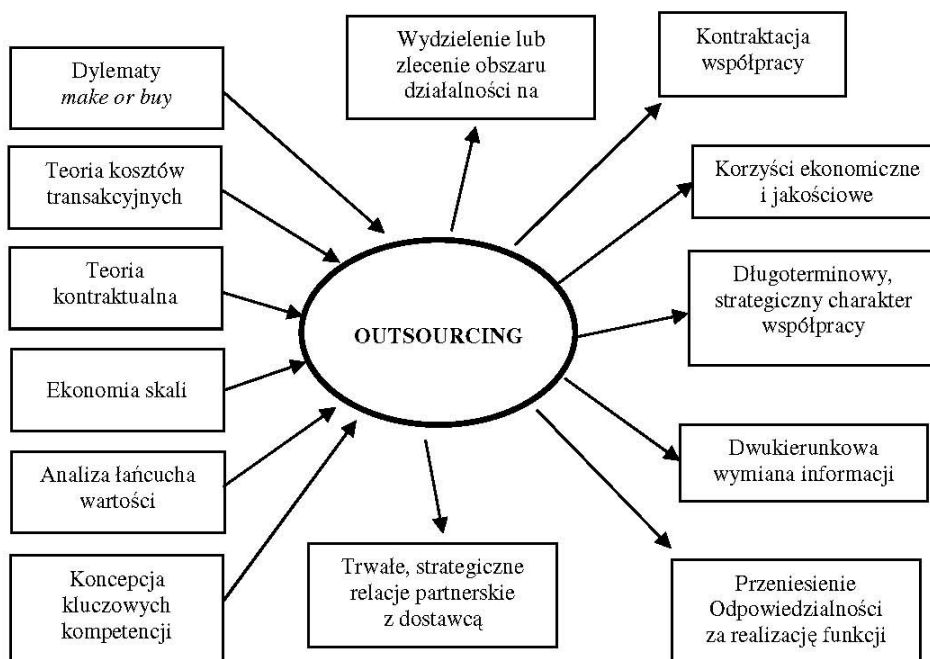 Dylematy
make or buy
Teoria kosztów
transakcyjnych
Teoria
kontraktualna
Ekonomia skali
Analiza łańcucha
wartości
Koncepcja
kluczowych
kompetencji
OUTSOURCING
Wydzielenie lub
zlecenie obszaru
działalności na
Kontraktacja
współpracy
Korzyści ekonomiczne
i jakościowe
Długoterminowy,
strategiczny charakter
współpracy
Dwukierunkowa
wymiana informacji
Przeniesienie
Odpowiedzialności
za realizację funkcji
Trwałe, strategiczne
relacje partnerskie
z dostawcą